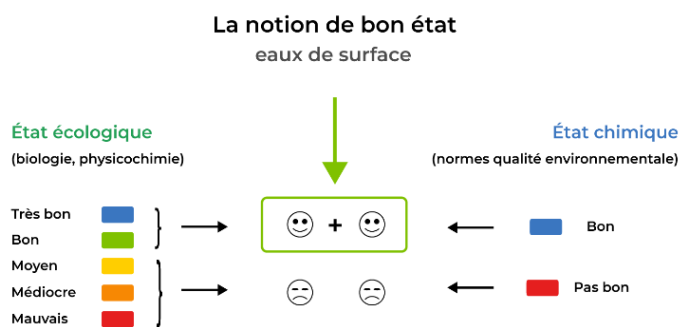 La notion de bon état
eaux de surface
État écologique
(biologie, physicochimie)
État chimique
(normes qualité environnementale)
Très bon
Bon
Moyen
Médiocre
Mauvais
+
Bon
Pas bon